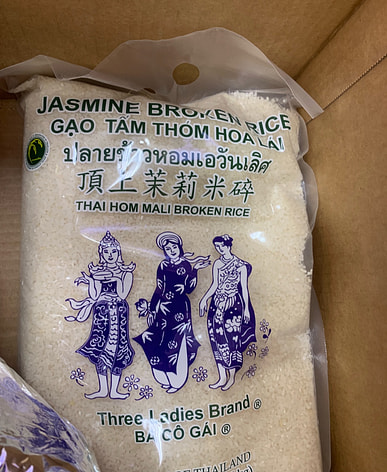 JASMINE BROKEN RICE
GẠO TẤM THƠM HOA LÀI
ปลายข้าวหอมเอวันเลิศ
頂上茉莉米碎
THAI HOM MALI BROKEN RICE
Three Ladies Brand ®
BA CÔ GÁI ®
THAILAND